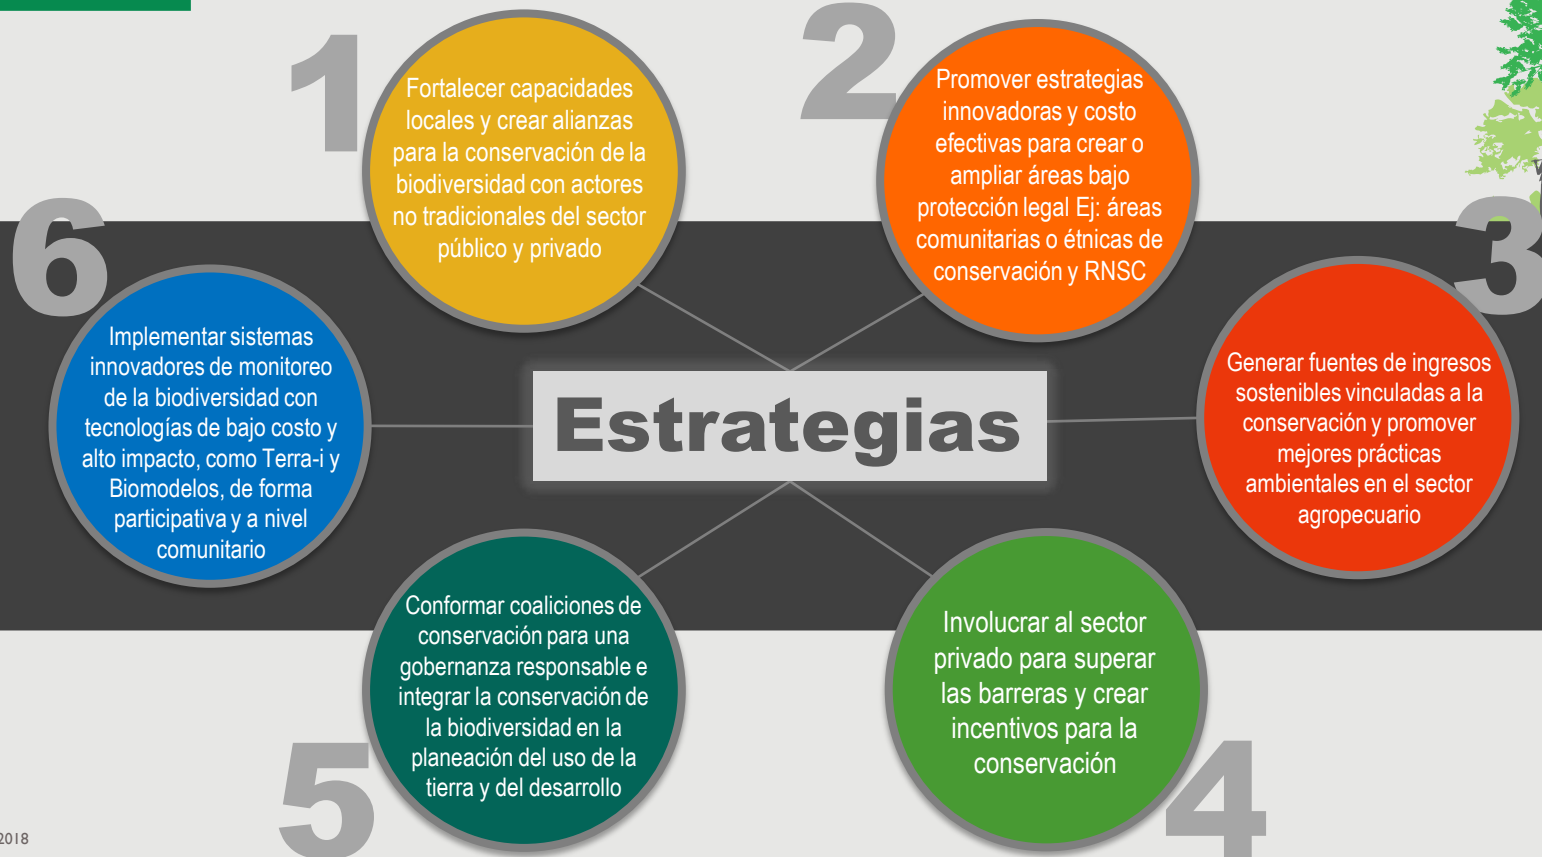 1
Fortalecer capacidades
locales y crear alianzas
para la conservación de la
biodiversidad con actores
no tradicionales del sector
público y privado
2
Promover estrategias
innovadoras y costo
efectivas para crear o
ampliar áreas bajo
protección legal Ej: áreas
comunitarias o étnicas de
conservación y RNSC
3
Generar fuentes de ingresos
sostenibles vinculadas a la
conservación y promover
mejores prácticas
ambientales en el sector
agropecuario
Estrategias
6
Implementar sistemas
innovadores de monitoreo
de la biodiversidad con
tecnologías de bajo costo y
alto impacto, como Terra-i y
Biomodelos, de forma
participativa y a nivel
comunitario
5
Conformar coaliciones de
conservación para una
gobernanza responsable e
integrar la conservación de
la biodiversidad en la
planeación del uso de la
tierra y del desarrollo
4
Involucrar al sector
privado para superar
las barreras y crear
incentivos para la
conservación
2018